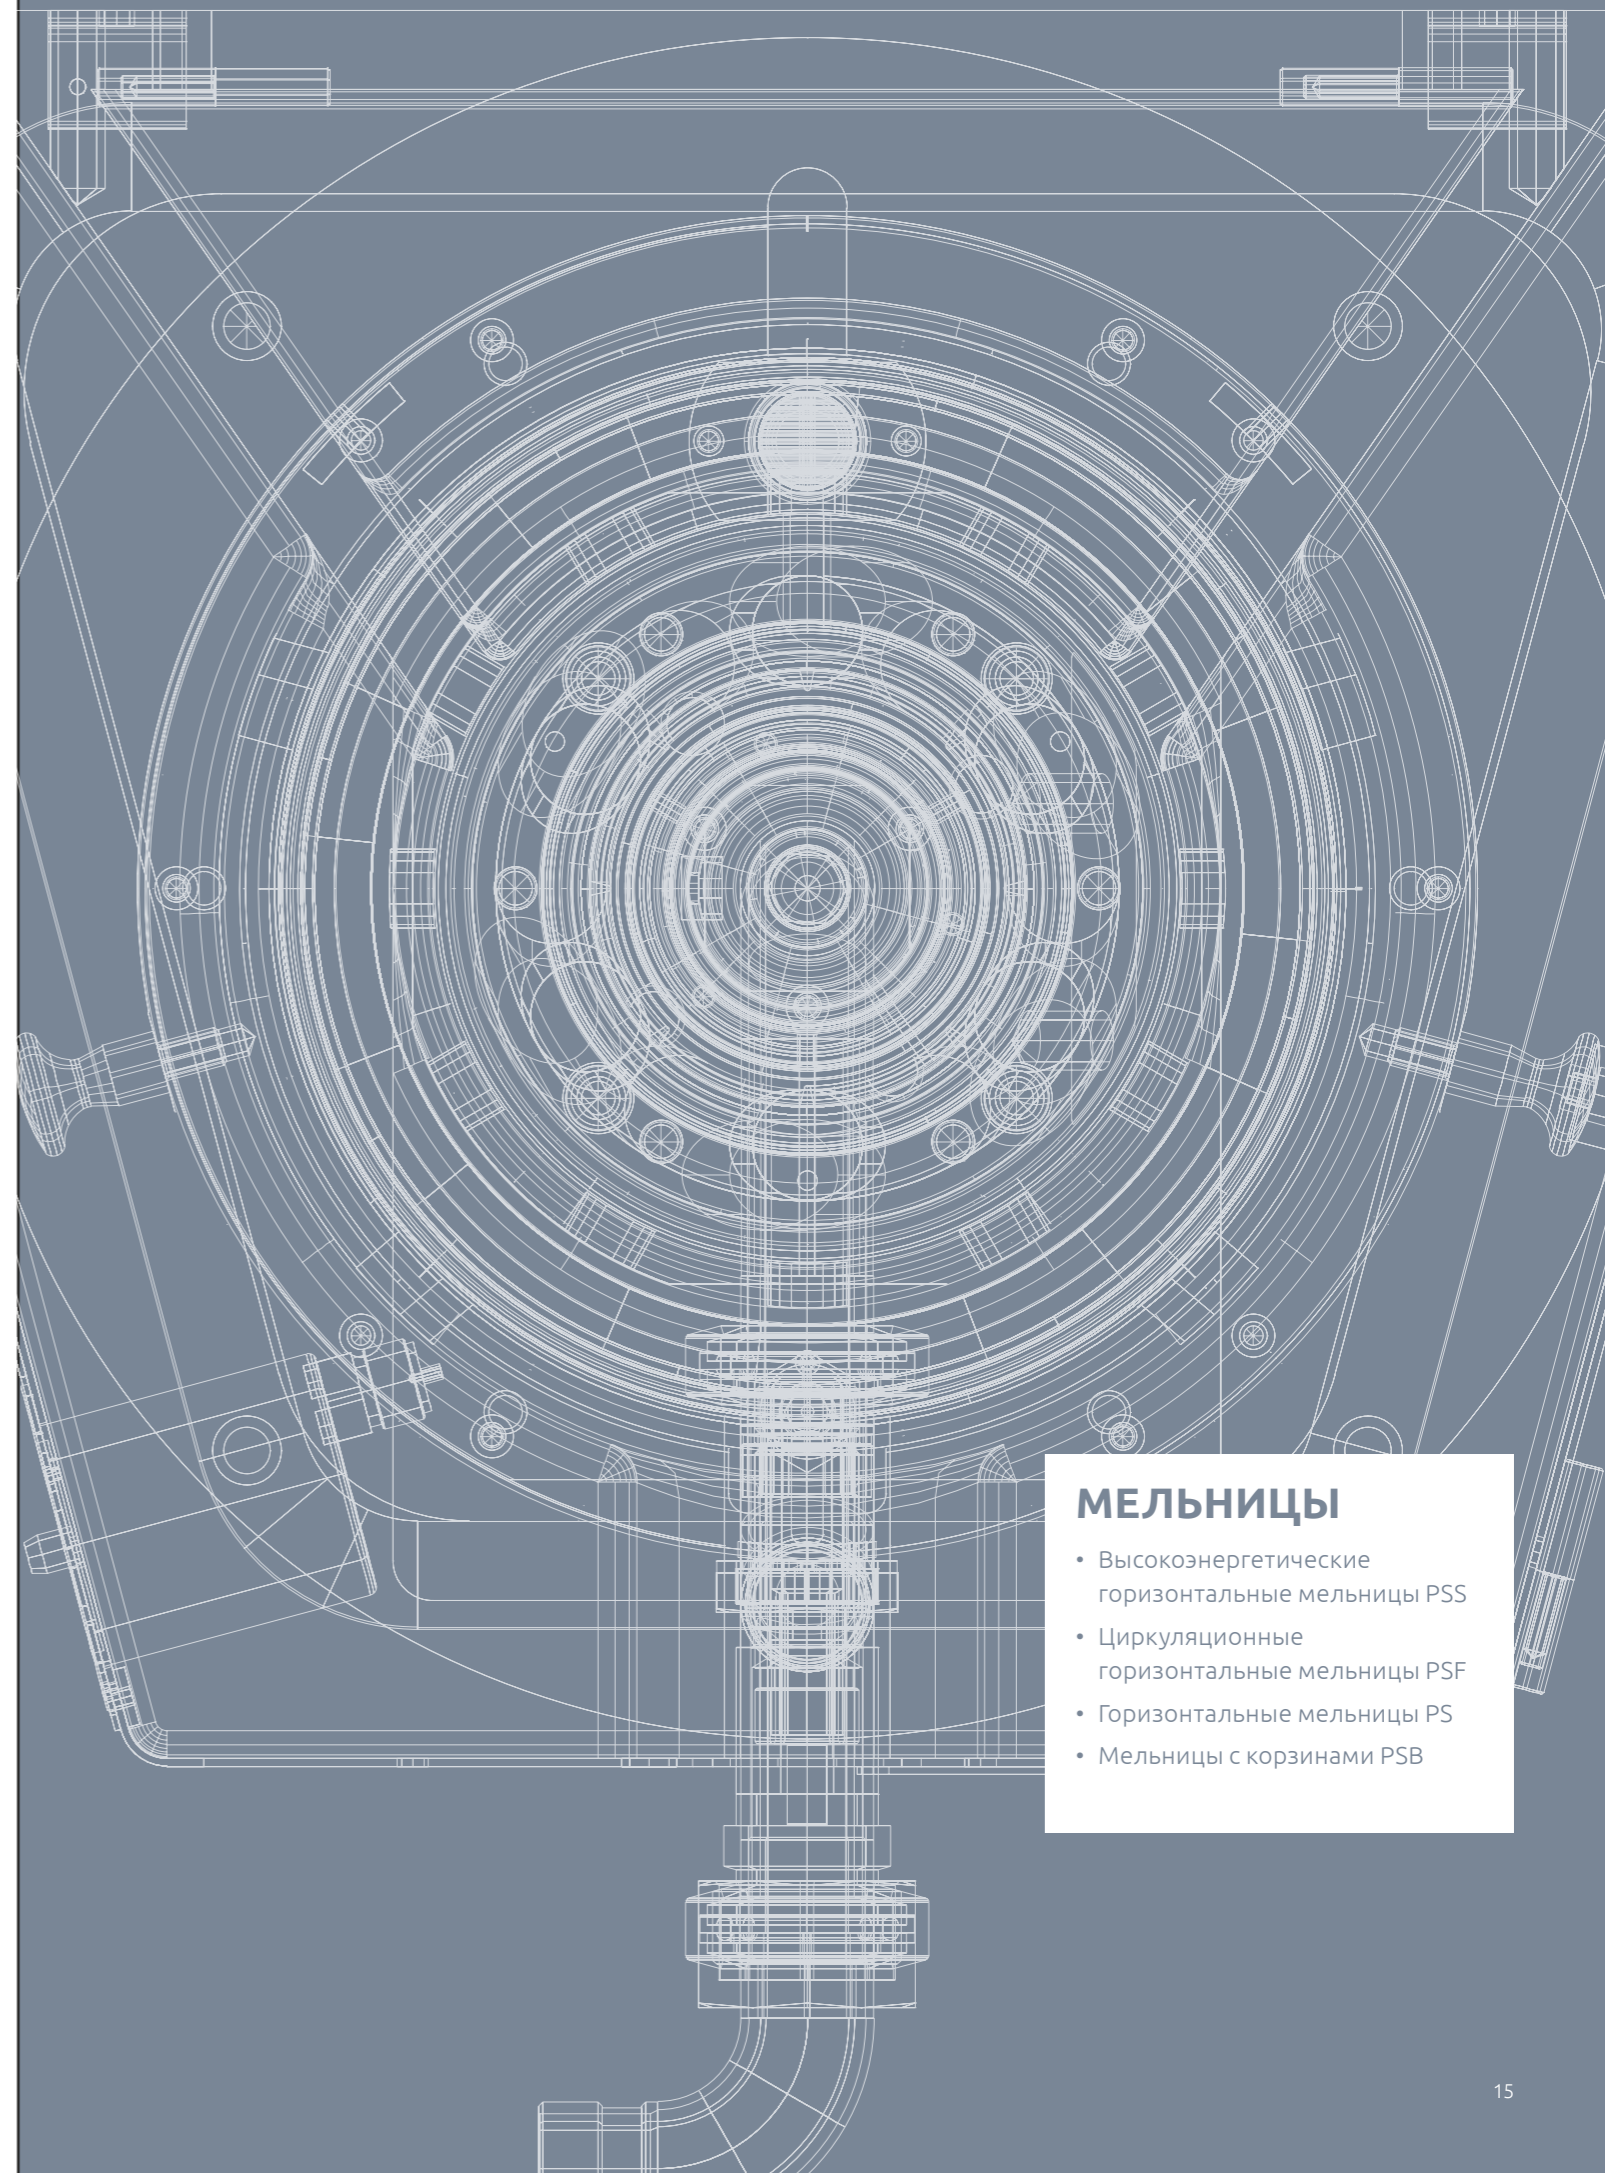 МЕЛЬНИЦЫ
• Высокоэнергетические
горизонтальные мельницы PSS
• Циркуляционные
горизонтальные мельницы PSF
• Горизонтальные мельницы PS
• Мельницы с корзинами PSB
15